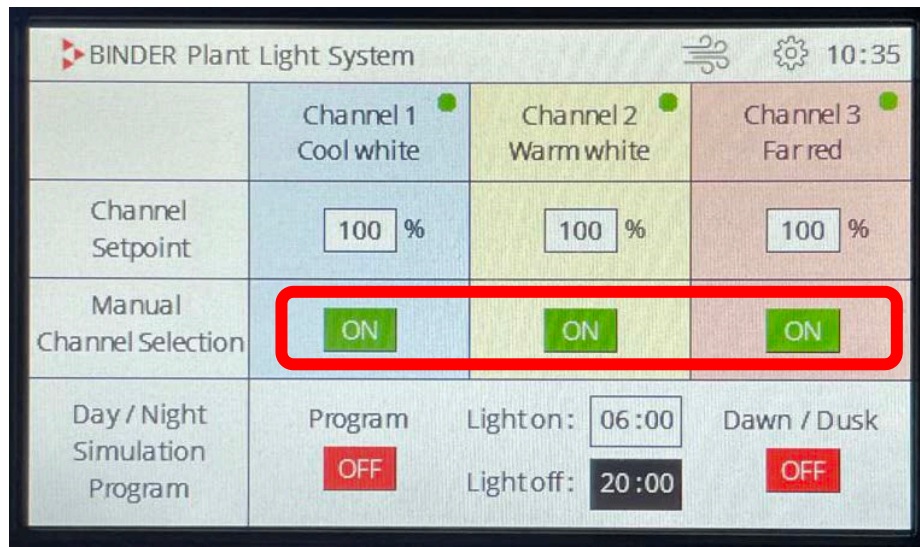 BINDER Plant Light System 10:35
Channel 1 Channel 2 Channel 3
Cool white Warm white Far red
Channel
Setpoint
100 % 100 % 100 %
Manual
Channel Selection
ON ON ON
Day / Night
Simulation
Program
Program
OFF
Light on: 06:00
Light off: 20:00
Dawn / Dusk
OFF